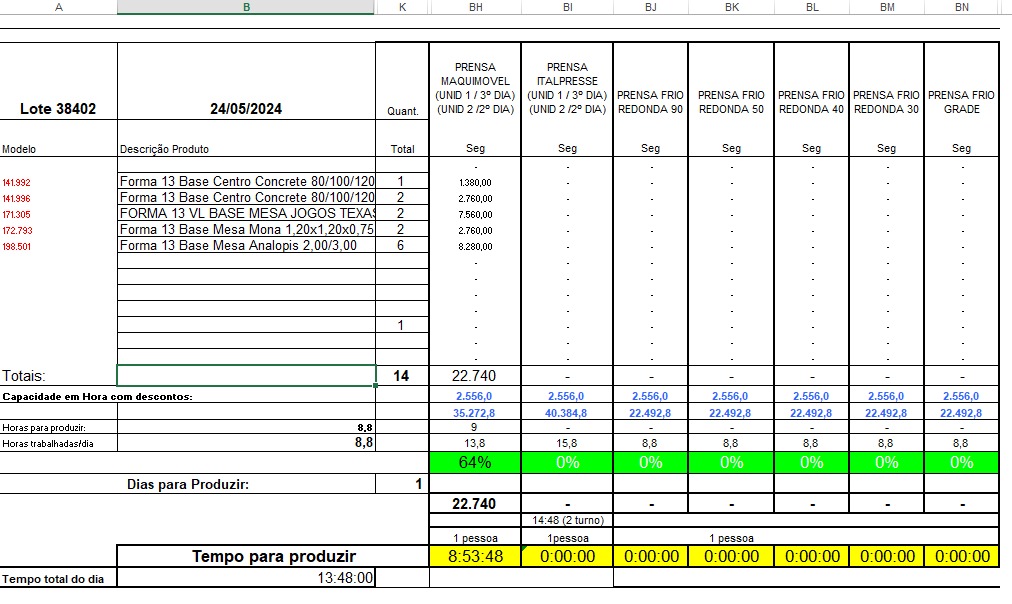 A B K BH BI BJ BK BL BM BN
PRENSA MAQUIMOVEL (UNID 1 / 3º DIA) (UNID 2 /2º DIA)
PRENSA ITALPRESSE (UNID 1 / 3º DIA) (UNID 2 /2º DIA)
PRENSA FRIO REDONDA 90
PRENSA FRIO REDONDA 50
PRENSA FRIO REDONDA 40
PRENSA FRIO REDONDA 30
PRENSA FRIO GRADE
Lote 38402 24/05/2024 Quant.
Modelo Descrição Produto Total Seg Seg Seg Seg Seg Seg Seg
- - - - - - -
141.992 Forma 13 Base Centro Concrete 80/100/120 1 1.380,00 - - - - - -
141.996 Forma 13 Base Centro Concrete 80/100/120 2 2.760,00 - - - - - -
171.305 FORMA 13 VL BASE MESA JOGOS TEXAS 2 7.560,00 - - - - - -
172.793 Forma 13 Base Mesa Mona 1,20x1,20x0,75 2 2.760,00 - - - - - -
198.501 Forma 13 Base Mesa Analopis 2,00/3,00 6 8.280,00 - - - - - -
- - - - - - -
- - - - - - -
- - - - - - -
- - - - - - -
1 - - - - - - -
- - - - - - -
- - - - - - -
Totais: 14 22.740 - - - - - -
Capacidade em Hora com descontos: 2.556,0 2.556,0 2.556,0 2.556,0 2.556,0 2.556,0 2.556,0
35.272,8 40.384,8 22.492,8 22.492,8 22.492,8 22.492,8 22.492,8
Horas para produzir: 8,8 9 - - - - - -
Horas trabalhadas/dia 8,8 13,8 15,8 8,8 8,8 8,8 8,8 8,8
64% 0% 0% 0% 0% 0% 0%
Dias para Produzir: 1
22.740 - - - - - -
14:48 (2 turno)
1 pessoa 1pessoa 1 pessoa
Tempo para produzir 8:53:48 0:00:00 0:00:00 0:00:00 0:00:00 0:00:00 0:00:00
Tempo total do dia 13:48:00